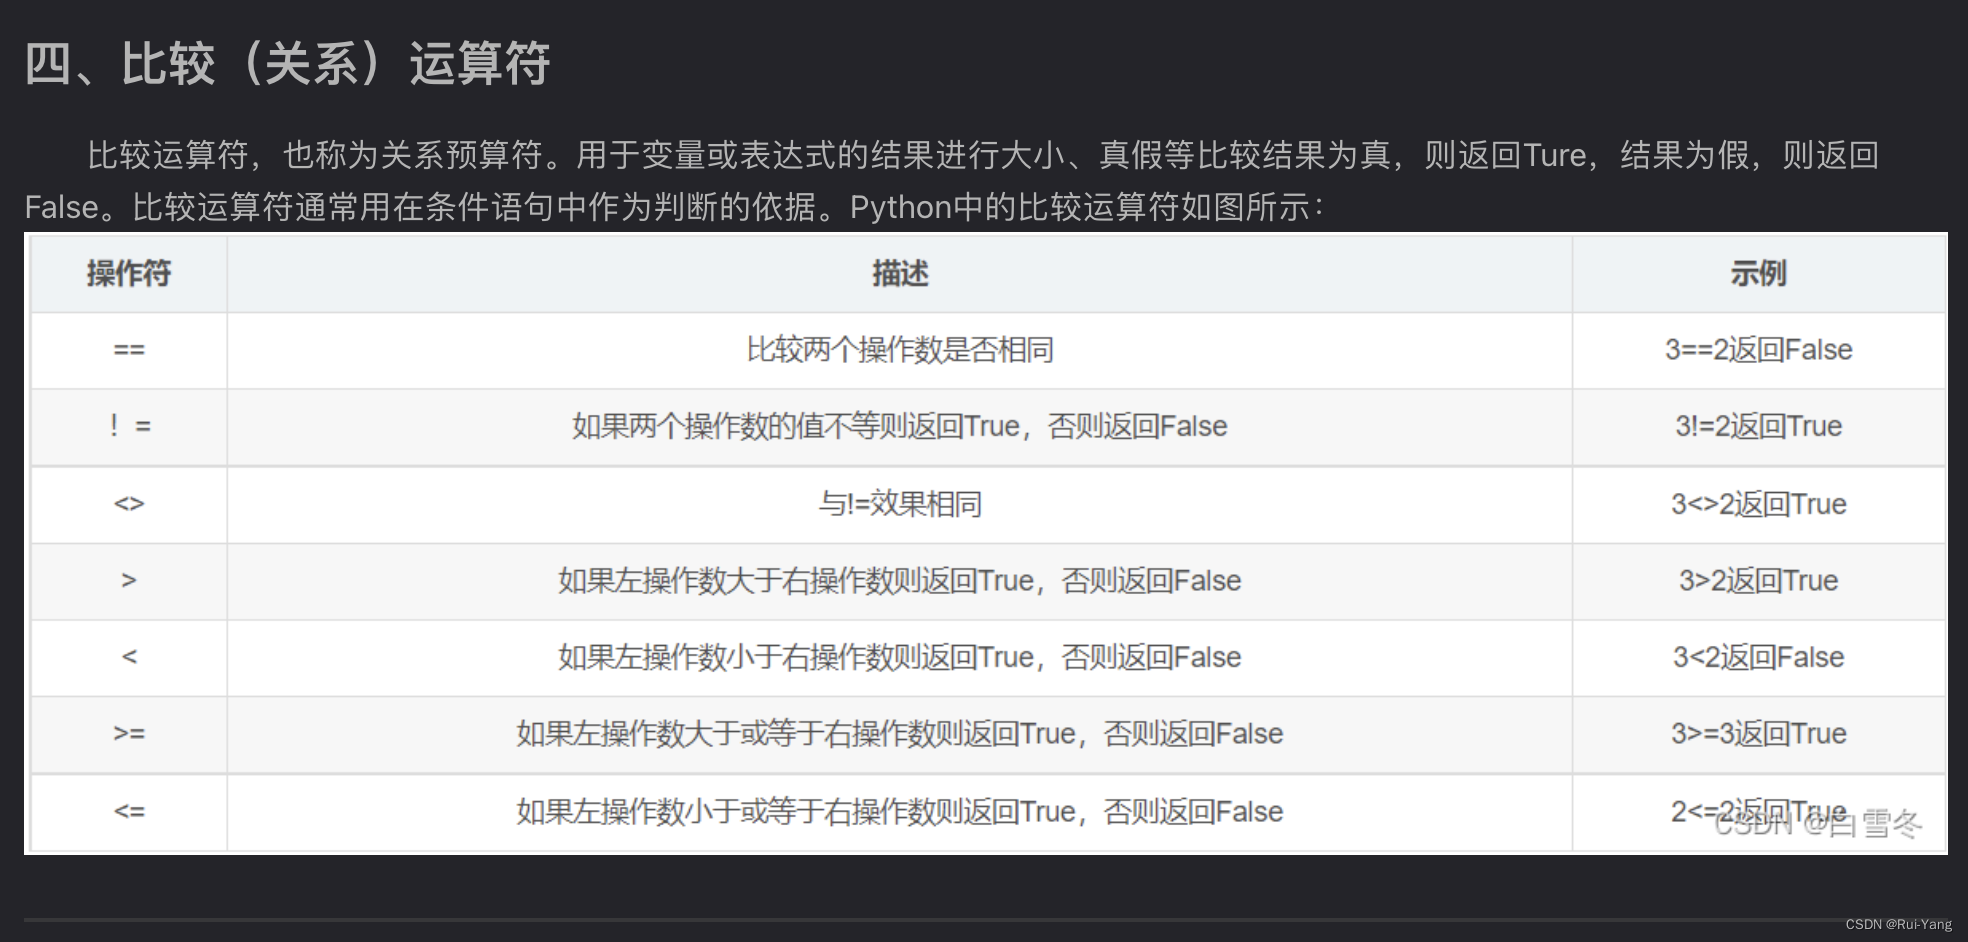 四、比较（关系）运算符
比较运算符，也称为关系预算符。用于变量或表达式的结果进行大小、真假等比较结果为真，则返回Ture，结果为假，则返回
False。比较运算符通常用在条件语句中作为判断的依据。Python中的比较运算符如图所示：
操作符 描述 示例
== 比较两个操作数是否相同 3==2返回False
！= 如果两个操作数的值不等则返回True，否则返回False 3!=2返回True
<> 与!=效果相同 3<>2返回True
> 如果左操作数大于右操作数则返回True，否则返回False 3>2返回True
< 如果左操作数小于右操作数则返回True，否则返回False 3<2返回False
>= 如果左操作数大于或等于右操作数则返回True，否则返回False 3>=3返回True
<= 如果左操作数小于或等于右操作数则返回True，否则返回False 2<=2返回True
CSDN @白雪冬
CSDN @Rui-Yang